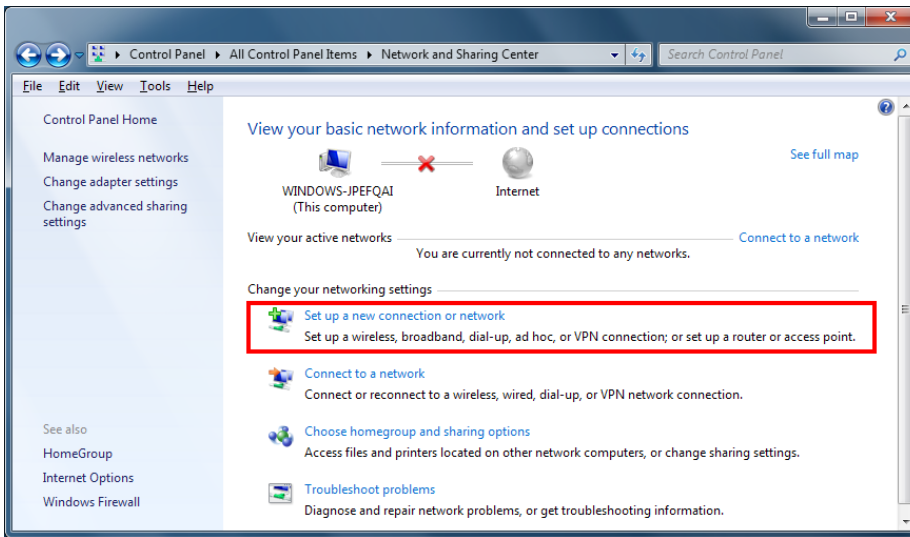 Control Panel All Control Panel Items Network and Sharing Center Search Control Panel
File Edit View Tools Help
Control Panel Home
Manage wireless networks
Change adapter settings
Change advanced sharing
settings
See also
HomeGroup
Internet Options
Windows Firewall
View your basic network information and set up connections
See full map
WINDOWS-JPEFQAI
(This computer)
Internet
View your active networks
Connect to a network
You are currently not connected to any networks.
Change your networking settings
Set up a new connection or network
Set up a wireless, broadband, dial-up, ad hoc, or VPN connection; or set up a router or access point.
Connect to a network
Connect or reconnect to a wireless, wired, dial-up, or VPN network connection.
Choose homegroup and sharing options
Access files and printers located on other network computers, or change sharing settings.
Troubleshoot problems
Diagnose and repair network problems, or get troubleshooting information.